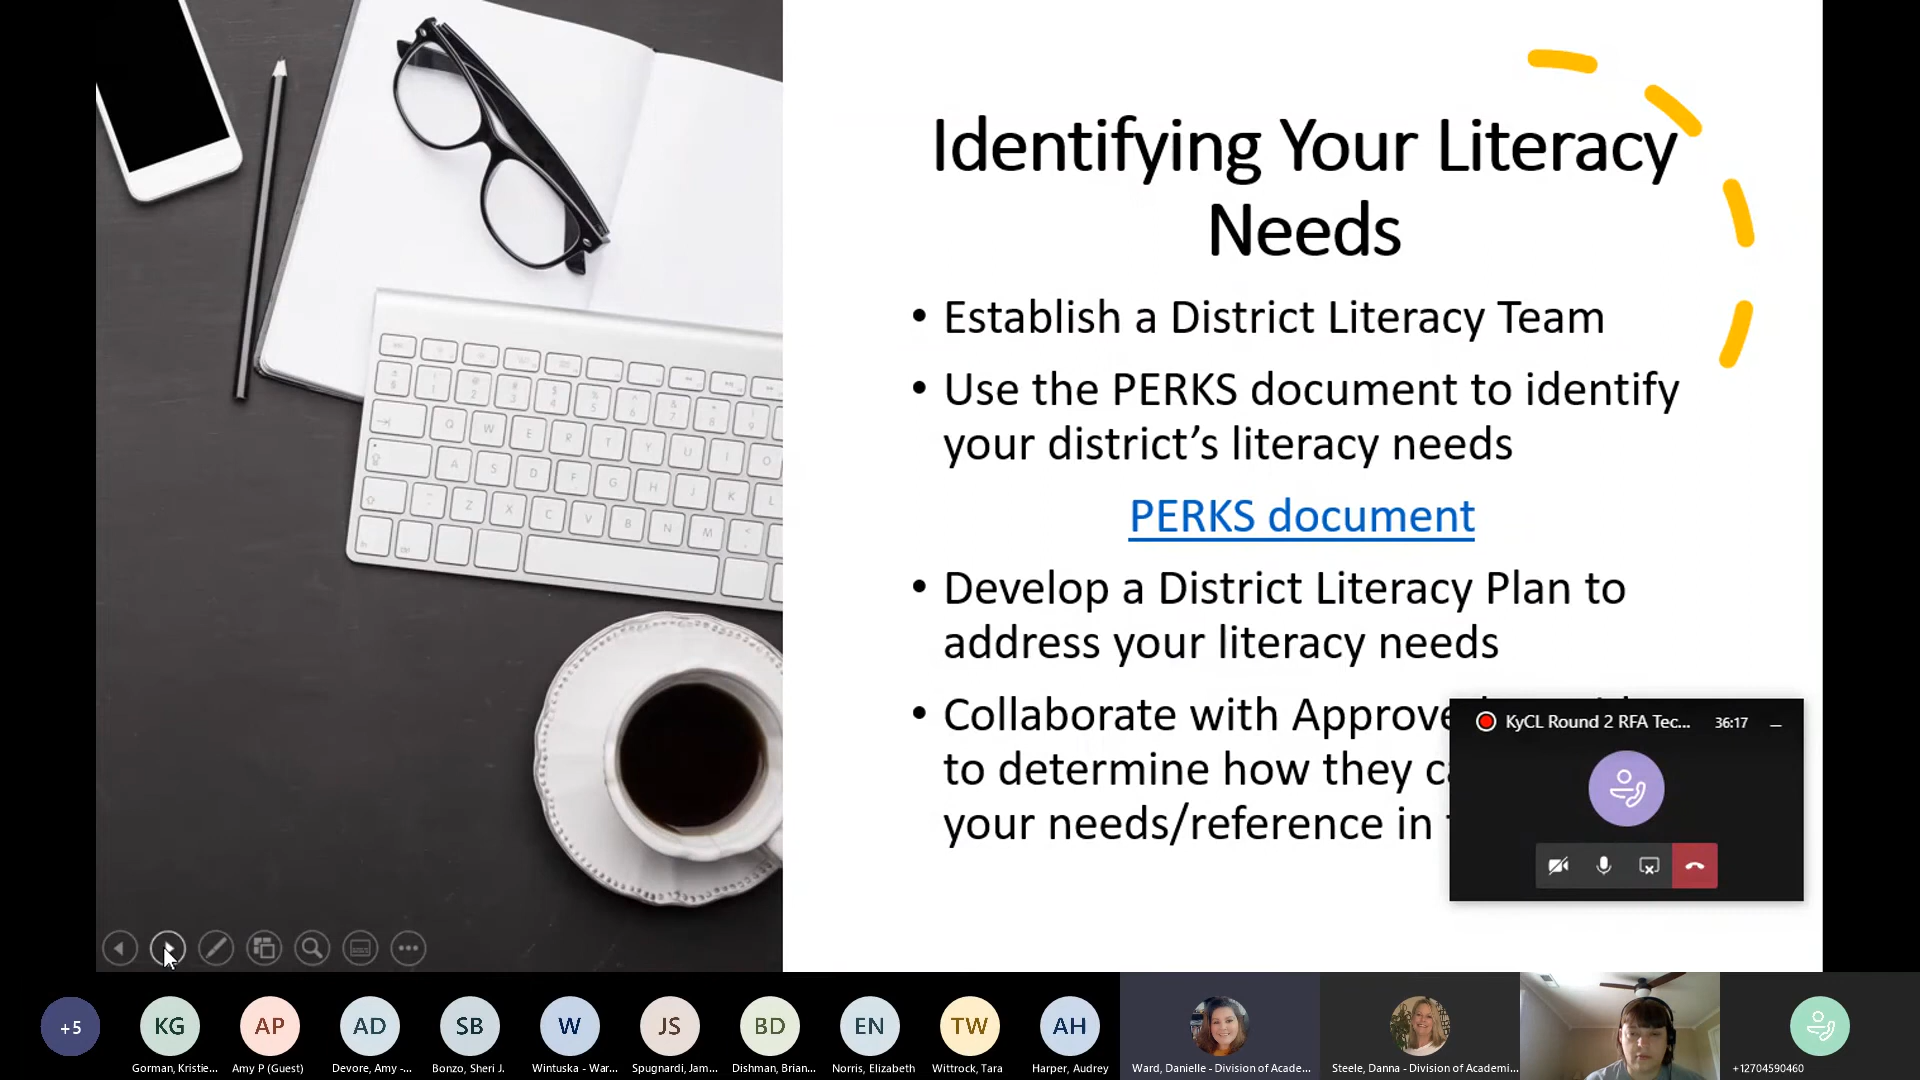 Identifying Your Literacy
Needs
• Establish a District Literacy Team
• Use the PERKS document to identify
your district’s literacy needs
PERKS document
• Develop a District Literacy Plan to
address your literacy needs
• Collaborate with Approve
to determine how they
your needs/reference in
KyCL Round 2 RFA Tec... 36:17
+5
KG
AP
AD
SB
W
JS
BD
EN
TW
AH
Gorman, Kristie...
Amy P (Guest)
Devore, Amy -...
Bonzo, Sheri J.
Wintuska - War...
Spugnardi, Jam...
Dishman, Brian...
Norris, Elizabeth
Wittrock, Tara
Harper, Audrey
Ward, Danielle - Division of Acade...
Steele, Danna - Division of Academi...
+12704590460